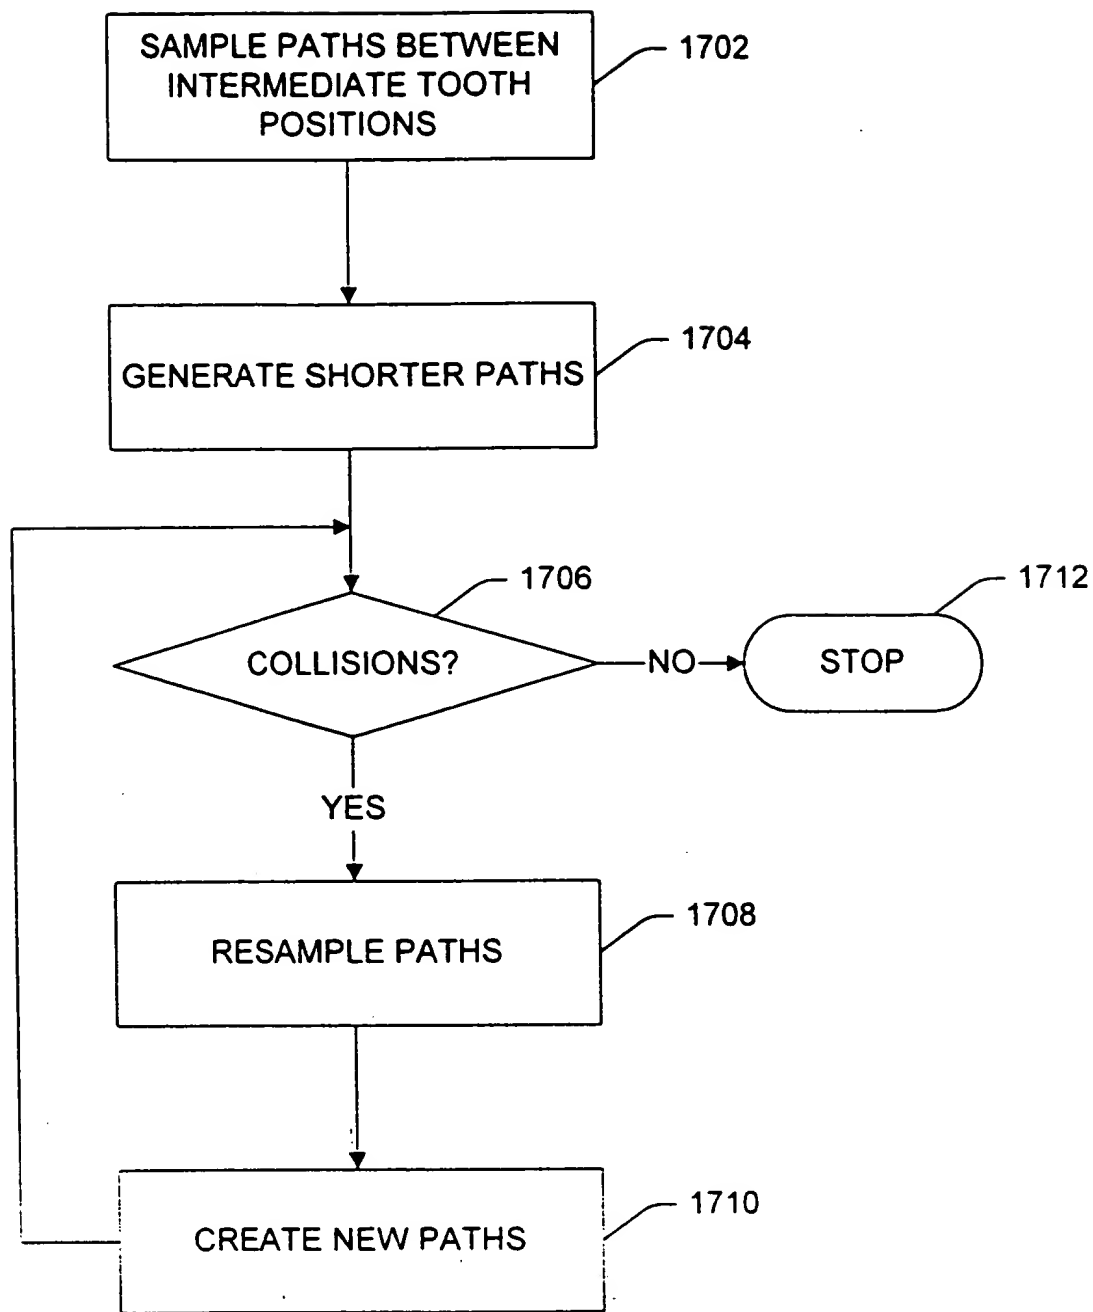 SAMPLE PATHS BETWEEN
INTERMEDIATE TOOTH
POSITIONS
1702
GENERATE SHORTER PATHS
1704
COLLISIONS?
1706
NO
STOP
1712
YES
RESAMPLE PATHS
1708
CREATE NEW PATHS
1710